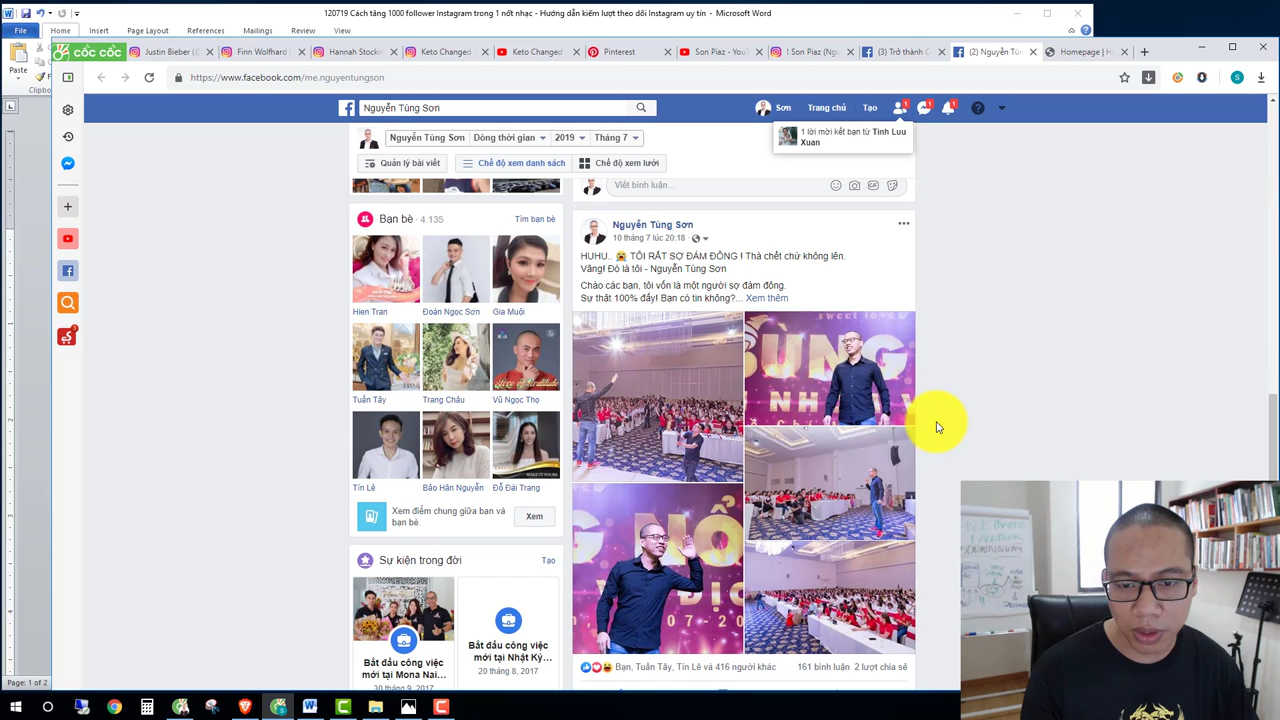 120719 Cách tăng 1000 follower Instagram trong 1 nốt nhạc - Hướng dẫn kiếm lượt theo dõi Instagram uy tín - Microsoft Word
File Home Insert Page Layout References Mailings Review View
CỐC CỐC Justin Bieber ( Finn Wolfhard Hannah Stocki Keto Changed Keto Changed Pinterest Son Piaz - You Son Piaz (@ng (3) Trở thành C (2) Nguyễn Tùn Homepage | Hu
Paste
Clipb
https://www.facebook.com/me.nguyentungson
Nguyễn Tùng Sơn
Sơn Trang chủ Tạo 1 1 1
1 lời mời kết bạn từ Tinh Luu
Xuan
Nguyễn Tùng Sơn Dòng thời gian 2019 Tháng 7
Quản lý bài viết Chế độ xem danh sách Chế độ xem lưới
Viết bình luận...
Bạn bè · 4.135 Tìm bạn bè
Hien Tran Đoàn Ngọc Sơn Gia Muội
Tuấn Tây Trang Châu Vũ Ngọc Thọ
Tín Lê Bảo Hân Nguyễn Đỗ Đài Trang
Xem điểm chung giữa bạn và
bạn bè.
Xem
Sự kiện trong đời Tạo
Bắt đầu công việc
mới tại Mona Nai...
30 tháng 9, 2017
Bắt đầu công việc
mới tại Nhật Ký...
20 tháng 8, 2017
Nguyễn Tùng Sơn
10 tháng 7 lúc 20:18
HUHU.. TÔI RẤT SỢ ĐÁM ĐÔNG ! Thà chết chứ không lên.
Vâng! Đó là tôi - Nguyễn Tùng Sơn
Chào các bạn, tôi vốn là một người sợ đám đông.
Sự thật 100% đấy! Bạn có tin không?... Xem thêm
Bạn, Tuấn Tây, Tín Lê và 416 người khác 161 bình luận 2 lượt chia sẻ
Page: 1 of 2